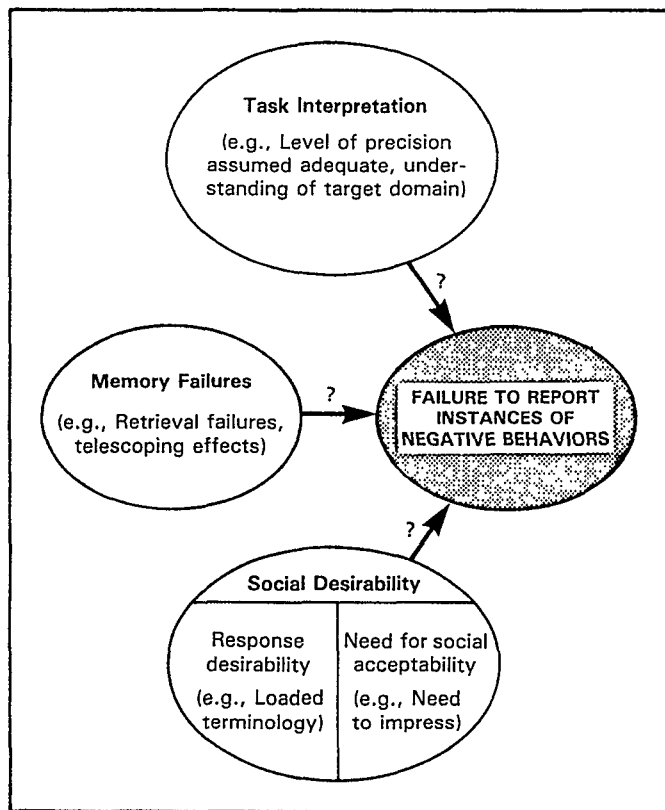 Task Interpretation
(e.g., Level of precision
assumed adequate, under-
standing of target domain)
?
Memory Failures
(e.g., Retrieval failures,
telescoping effects)
?
FAILURE TO REPORT
INSTANCES OF
NEGATIVE BEHAVIORS
?
Social Desirability
Response
desirability
(e.g., Loaded
terminology)
Need for social
acceptability
(e.g., Need
to impress)